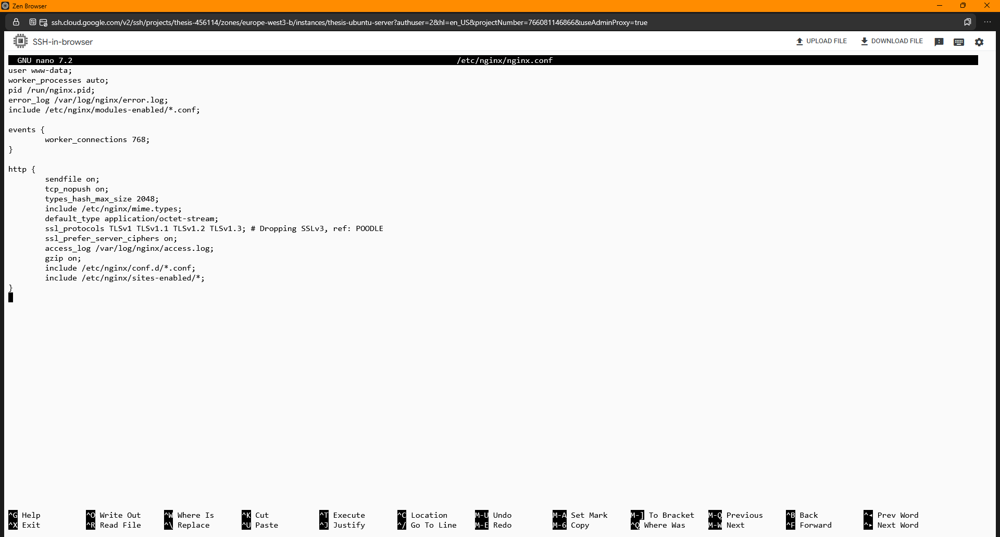 Zen Browser
ssh.cloud.google.com/v2/ssh/projects/thesis-456114/zones/europe-west3-b/instances/thesis-ubuntu-server?authuser=2&hl=en_US&projectNumber=766081146866&useAdminProxy=true
SSH-in-browser UPLOAD FILE DOWNLOAD FILE
GNU nano 7.2 /etc/nginx/nginx.conf
user www-data;
worker_processes auto;
pid /run/nginx.pid;
error_log /var/log/nginx/error.log;
include /etc/nginx/modules-enabled/*.conf;
events {
worker_connections 768;
}
http {
sendfile on;
tcp_nopush on;
types_hash_max_size 2048;
include /etc/nginx/mime.types;
default_type application/octet-stream;
ssl_protocols TLSv1 TLSv1.1 TLSv1.2 TLSv1.3; # Dropping SSLv3, ref: POODLE
ssl_prefer_server_ciphers on;
access_log /var/log/nginx/access.log;
gzip on;
include /etc/nginx/conf.d/*.conf;
include /etc/nginx/sites-enabled/*;
}
^G Help ^O Write Out ^W Where Is ^K Cut ^T Execute ^C Location M-U Undo M-A Set Mark M-] To Bracket M-Q Previous ^B Back ^◂ Prev Word
^X Exit ^R Read File ^\ Replace ^U Paste ^J Justify ^/ Go To Line M-E Redo M-6 Copy ^Q Where Was M-W Next ^F Forward ^▸ Next Word